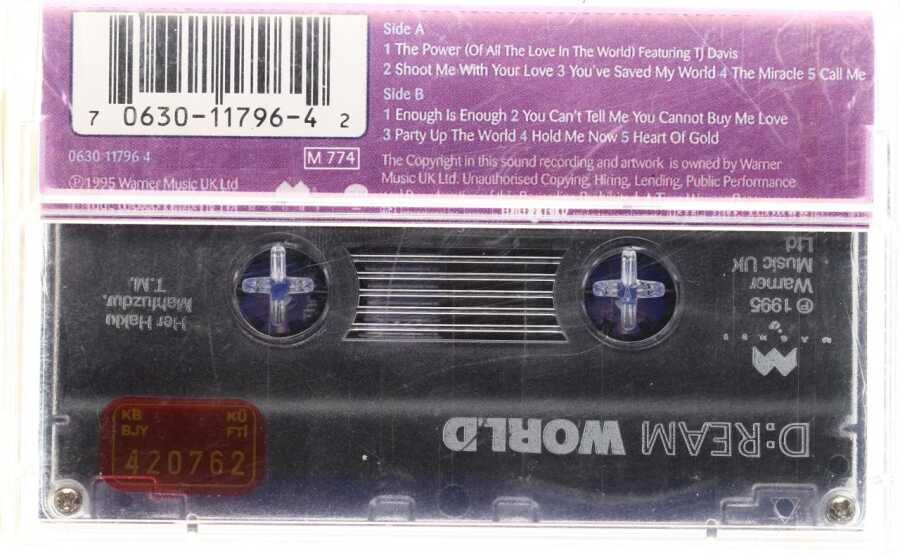 Side A
1 The Power (Of All The Love In The World) Featuring TJ Davis
2 Shoot Me With Your Love 3 You've Saved My World 4 The Miracle 5 Call Me
Side B
1 Enough Is Enough 2 You Can't Tell Me You Cannot Buy Me Love
3 Party Up The World 4 Hold Me Now 5 Heart Of Gold
7 0630-11796-4 2
0630 11796 4
M 774
℗1995 Warner Music UK Ltd
The Copyright in this sound recording and artwork is owned by Warner
Music UK Ltd. Unauthorised Copying, Hiring, Lending, Public Performance
Her Hakkı
Mahfuzdur.
T.M.
℗ 1995
Warner
Music UK
Ltd
D:REAM WORLD
KB
BJY
KÜ
FTİ
420762